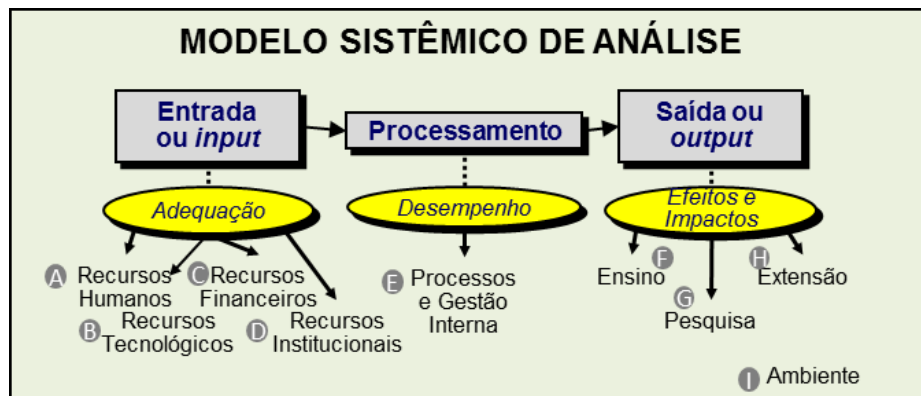 MODELO SISTÊMICO DE ANÁLISE
Entrada
ou input
Processamento
Saída ou
output
Adequação
Desempenho
Efeitos e
Impactos
A Recursos
Humanos
B Recursos
Tecnológicos
C Recursos
Financeiros
D Recursos
Institucionais
E Processos
e Gestão
Interna
Ensino F
G
Pesquisa
H
Extensão
I Ambiente